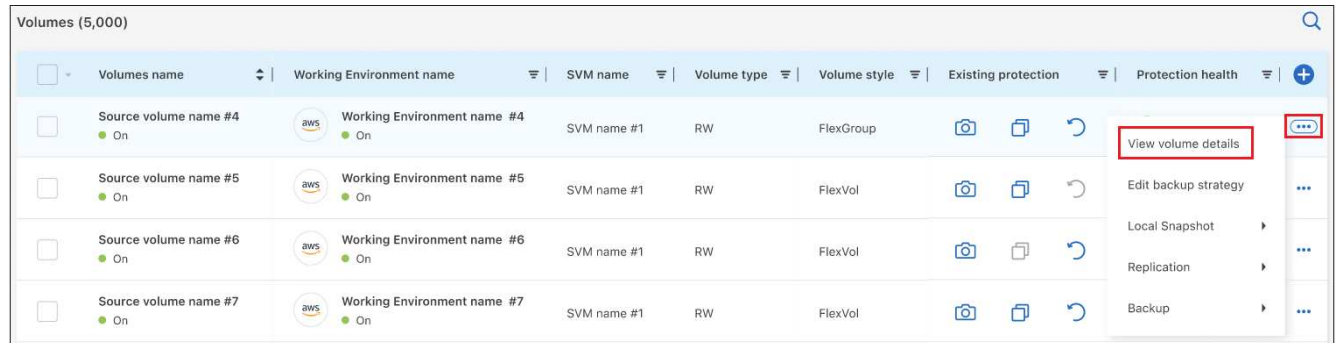 Volumes (5,000)
Volumes name Working Environment name SVM name Volume type Volume style Existing protection Protection health
Source volume name #4
On
aws
Working Environment name #4
On
SVM name #1 RW FlexGroup
Source volume name #5
On
aws
Working Environment name #5
On
SVM name #1 RW FlexVol
Source volume name #6
On
aws
Working Environment name #6
On
SVM name #1 RW FlexVol
Source volume name #7
On
aws
Working Environment name #7
On
SVM name #1 RW FlexVol
View volume details
Edit backup strategy
Local Snapshot
Replication
Backup